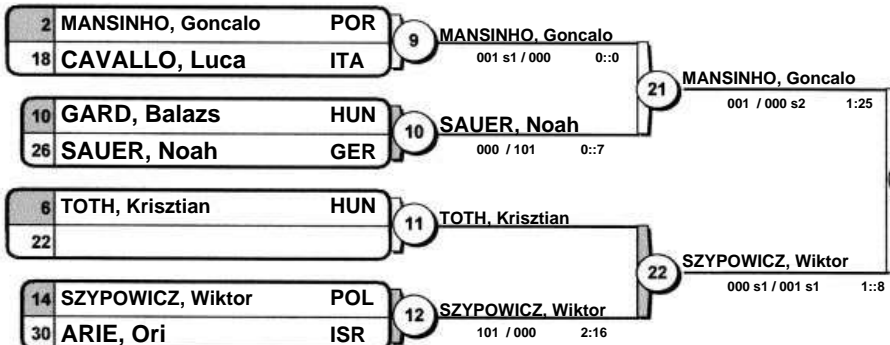 2 MANSINHO, Goncalo POR
18 CAVALLO, Luca ITA
9
MANSINHO, Goncalo
001 s1 / 000 0::0
10 GARD, Balazs HUN
26 SAUER, Noah GER
10
SAUER, Noah
000 / 101 0::7
21
MANSINHO, Goncalo
001 / 000 s2 1:25
6 TOTH, Krisztian HUN
22
11
TOTH, Krisztian
14 SZYPOWICZ, Wiktor POL
30 ARIE, Ori ISR
12
SZYPOWICZ, Wiktor
101 / 000 2:16
22
SZYPOWICZ, Wiktor
000 s1 / 001 s1 1::8